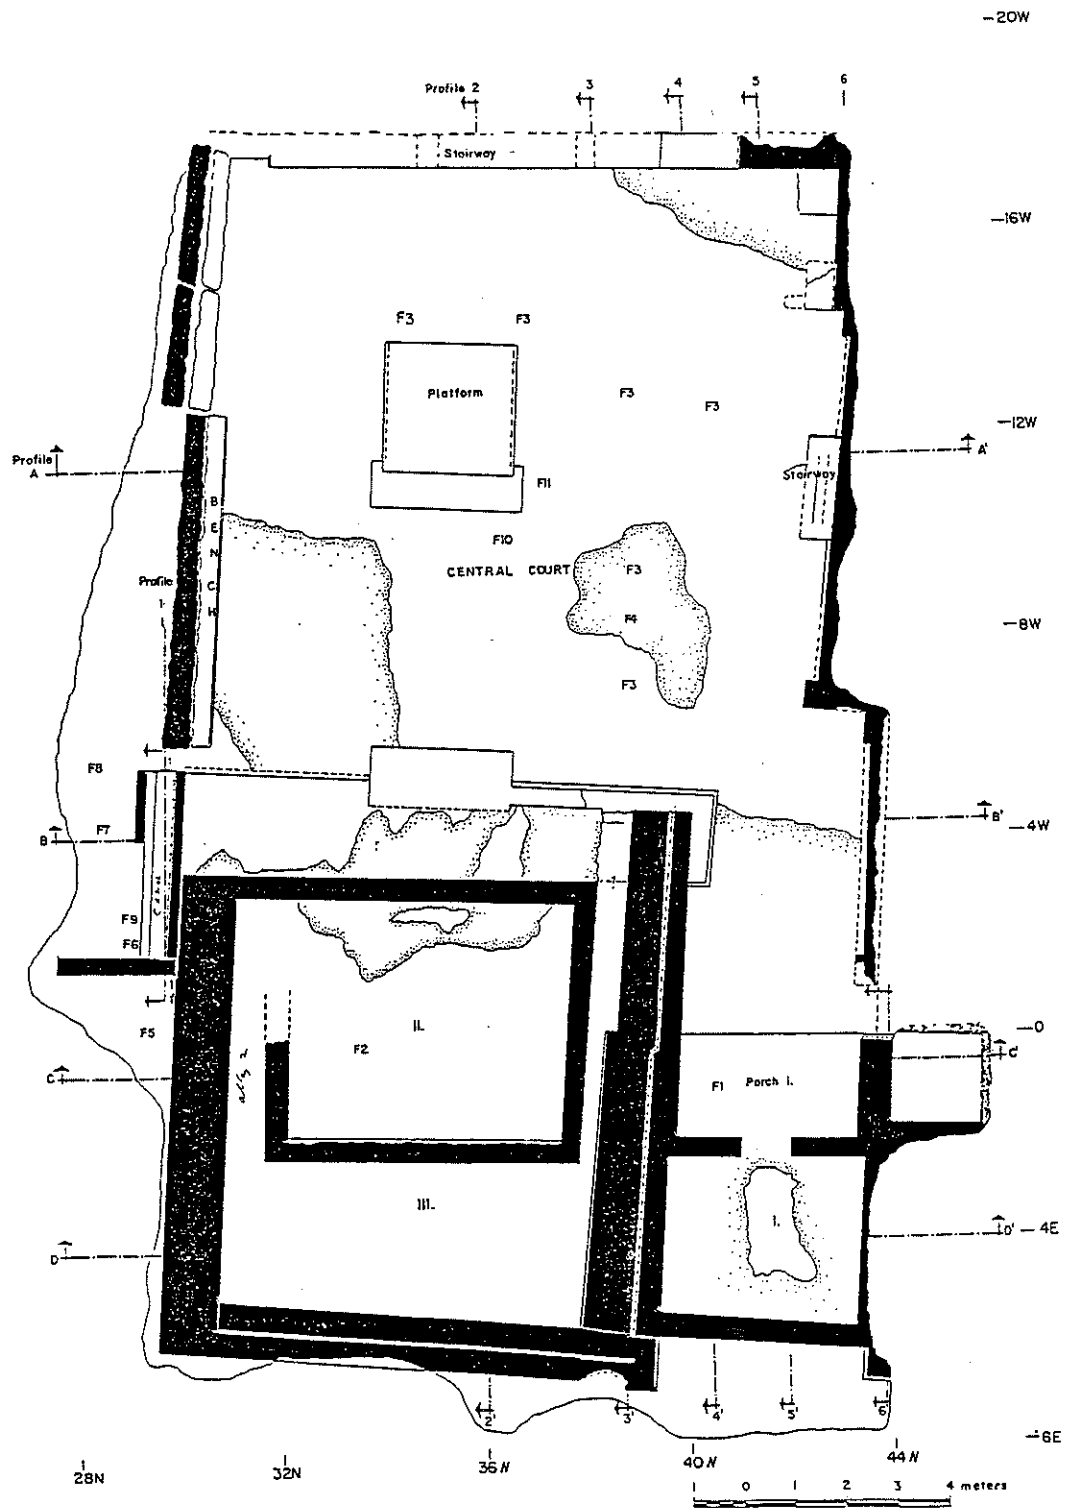 –20W
Profile 2
3
4
5
6
Stairway
–16W
F3
F3
Platform
F3
F3
–12W
Profile
A
A'
Stairway
B
E
N
C
H
F11
F10
CENTRAL COURT
F3
Profile
1
F4
–8W
F3
F8
B
F7
B'
–4W
F9
F6
F5
–0
II.
F2
C
C'
F1
Porch I.
III.
I.
D
D'
–4E
2'
3'
4'
5'
6'
–6E
28N
32N
36N
40N
44N
1 0 1 2 3 4 meters